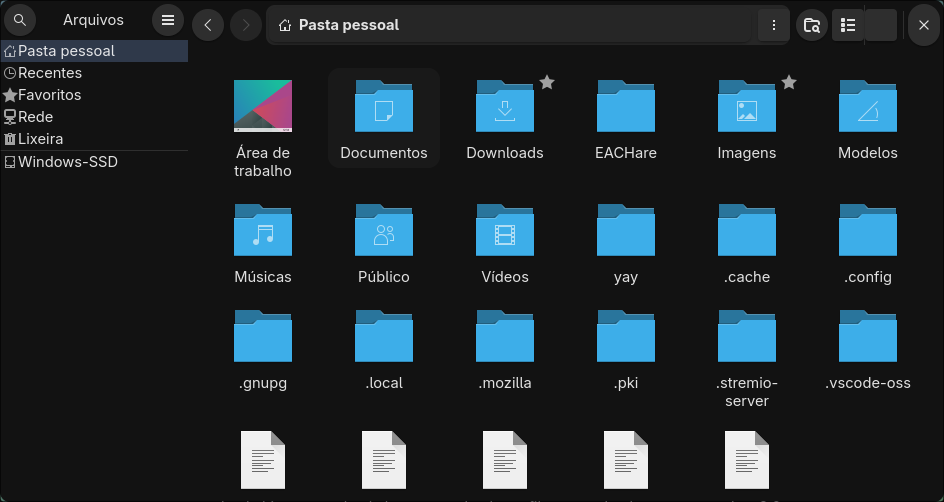 Arquivos
Pasta pessoal
Pasta pessoal
Recentes
Favoritos
Rede
Lixeira
Windows-SSD
Área de
trabalho
Documentos
Downloads
EACHare
Imagens
Modelos
Músicas
Público
Vídeos
yay
.cache
.config
.gnupg
.local
.mozilla
.pki
.stremio-
server
.vscode-oss